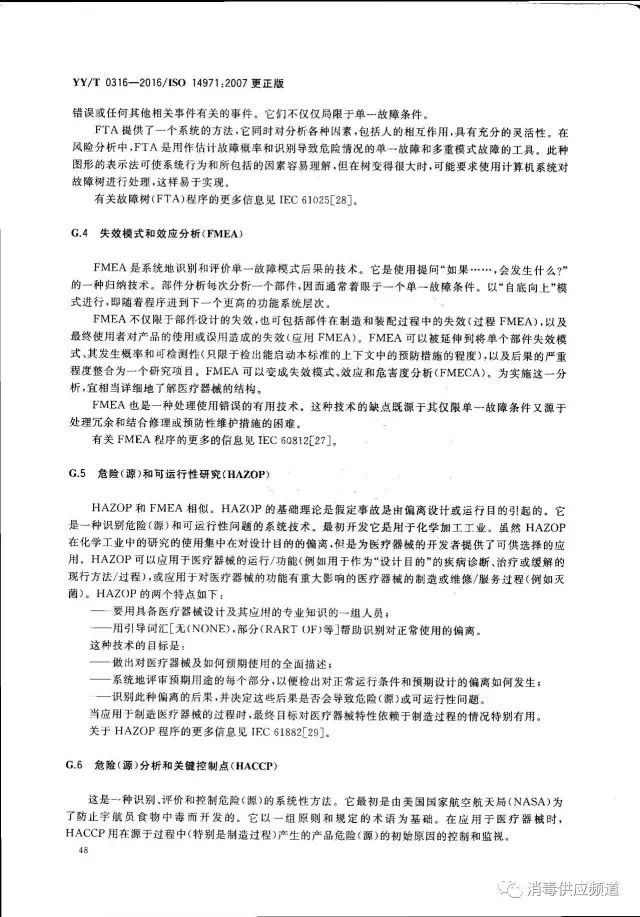 YY/T 0316—2016/ISO 14971:2007 更正版
错误或任何其他相关事件有关的事件。它们不仅仅局限于单一故障条件。
FTA 提供了一个系统的方法,它同时对分析各种因素,包括人的相互作用,具有充分的灵活性。在
风险分析中,FTA 是用作估计故障概率和识别导致危险情况的单一故障和多重模式故障的工具。此种
图形的表示法可使系统行为和所包括的因素容易理解,但在树变得很大时,可能要求使用计算机系统对
故障树进行处理,这样易于实现。
有关故障树(FTA)程序的更多信息见 IEC 61025[28]。
G.4 失效模式和效应分析(FMEA)
FMEA 是系统地识别和评价单一故障模式后果的技术。它是使用提问“如果……,会发生什么?”
的一种归纳技术。部件分析每次分析一个部件,因而通常着眼于一个单一故障条件。以“自底向上”模
式进行,即随着程序进到下一个更高的功能系统层次。
FMEA 不仅限于部件设计的失效,也可包括部件在制造和装配过程中的失效(过程 FMEA),以及
最终使用者对产品的使用或误用造成的失效(应用 FMEA)。FMEA 可以被延伸到将单个部件失效模
式、其发生概率和可检测性(只限于检出能启动本标准的上下文中的预防措施的程度),以及后果的严重
程度整合为一个研究项目。FMEA 可以变成失效模式、效应和危害度分析(FMECA)。为实施这一分
析,宜相当详细地了解医疗器械的结构。
FMEA 也是一种处理使用错误的有用技术。这种技术的缺点既源于其仅限单一故障条件又源于
处理冗余和结合修理或预防性维护措施的困难。
有关 FMEA 程序的更多的信息见 IEC 60812[27]。
G.5 危险(源)和可运行性研究(HAZOP)
HAZOP 和 FMEA 相似。HAZOP 的基础理论是假定事故是由偏离设计或运行目的引起的。它
是一种识别危险(源)和可运行性问题的系统技术。最初开发它是用于化学加工工业。虽然 HAZOP
在化学工业中的研究的使用集中在对设计目的的偏离,但是为医疗器械的开发者提供了可供选择的应
用。HAZOP 可以应用于医疗器械的运行/功能(例如用于作为“设计目的”的疾病诊断、治疗或缓解的
现行方法/过程),或应用于对医疗器械的功能有重大影响的医疗器械的制造或维修/服务过程(例如灭
菌)。HAZOP 的两个特点如下:
——要用具备医疗器械设计及其应用的专业知识的一组人员;
——用引导词汇[无(NONE),部分(RART OF)等]帮助识别对正常使用的偏离。
这种技术的目标是:
——做出对医疗器械及如何预期使用的全面描述;
——系统地评审预期用途的每个部分,以便检出对正常运行条件和预期设计的偏离如何发生;
——识别此种偏离的后果,并决定这些后果是否会导致危险(源)或可运行性问题。
当应用于制造医疗器械的过程时,最终目标对医疗器械特性依赖于制造过程的情况特别有用。
关于 HAZOP 程序的更多信息见 IEC 61882[29]。
G.6 危险(源)分析和关键控制点(HACCP)
这是一种识别、评价和控制危险(源)的系统性方法。它最初是由美国国家航空航天局(NASA)为
了防止宇航员食物中毒而开发的。它以一组原则和规定的术语为基础。在应用于医疗器械时,
HACCP 用在源于过程中(特别是制造过程)产生的产品危险(源)的初始原因的控制和监视。
48
消毒供应频道